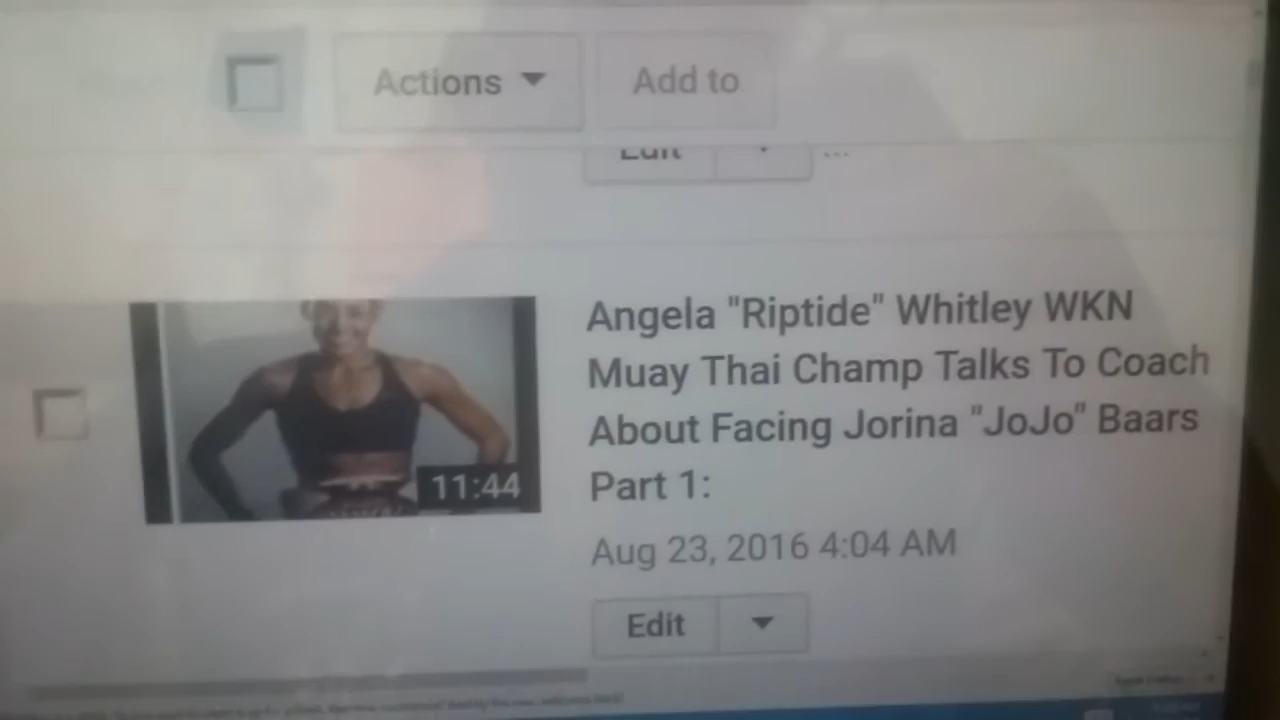 Actions
Add to
Edit
...
Angela "Riptide" Whitley WKN
Muay Thai Champ Talks To Coach
About Facing Jorina "JoJo" Baars
Part 1:
11:44
Aug 23, 2016 4:04 AM
Edit